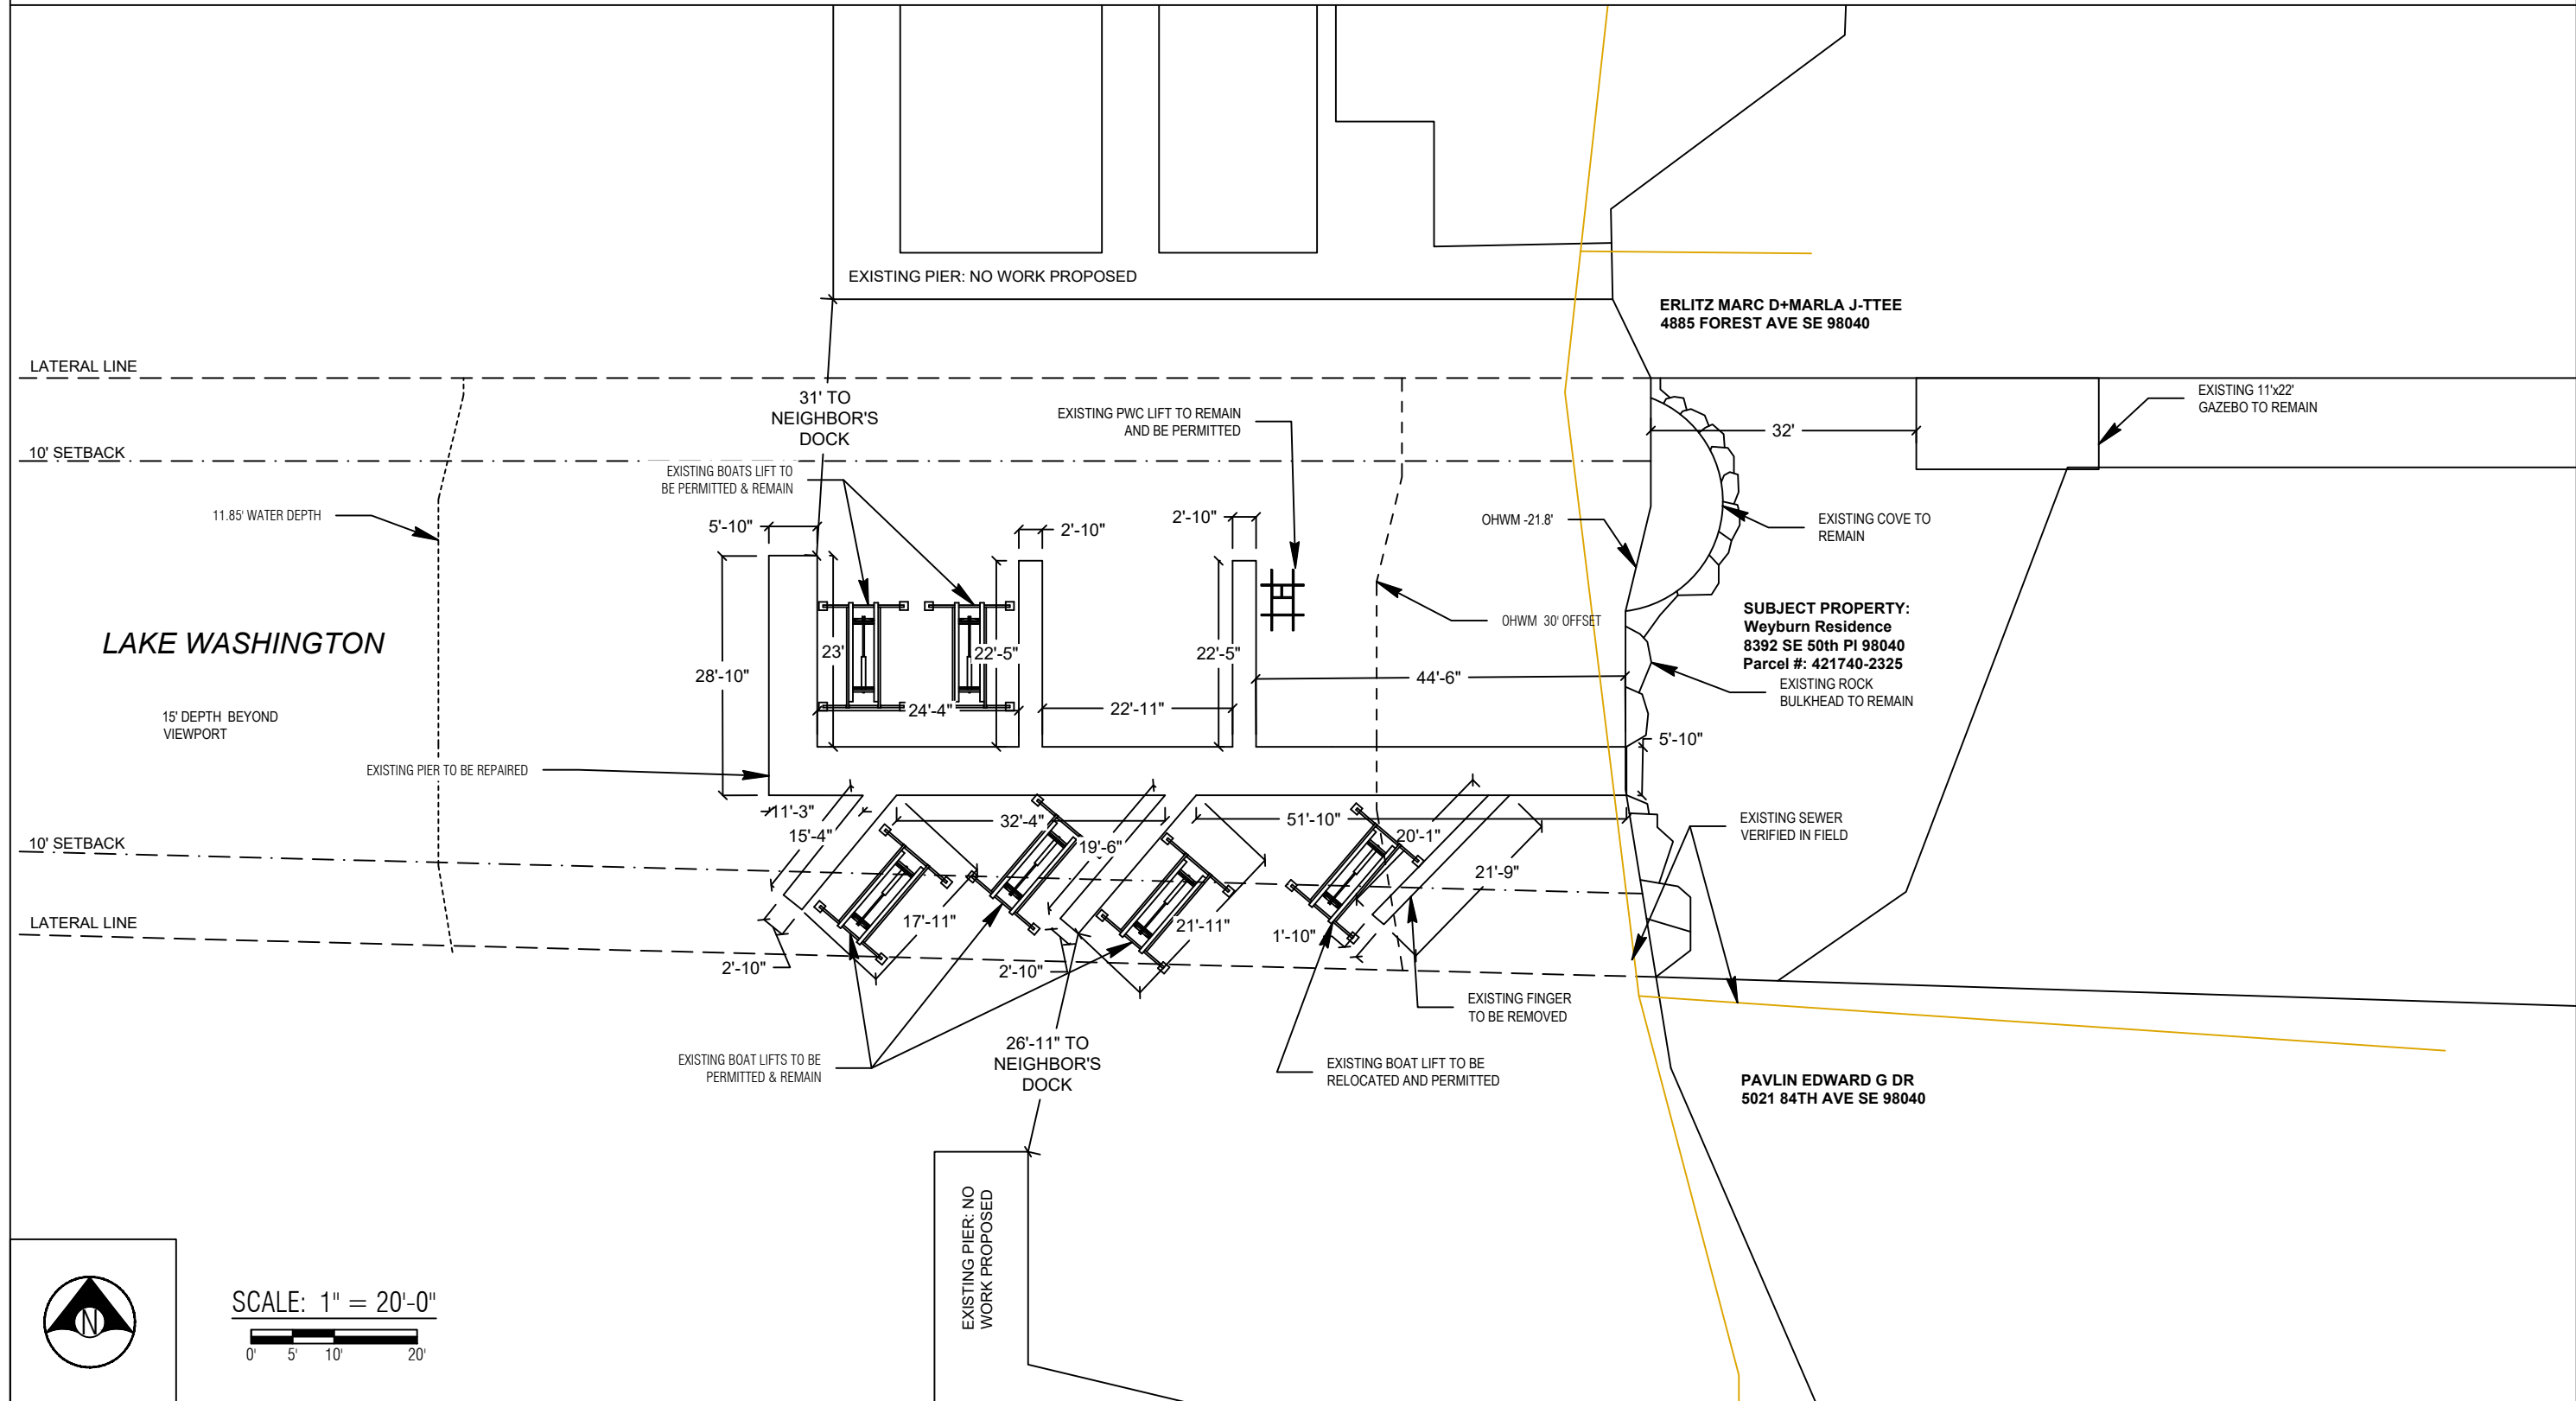 EXISTING PIER: NO WORK PROPOSED
ERLITZ MARC D+MARLA J-TTEE
4885 FOREST AVE SE 98040
LATERAL LINE
31' TO
NEIGHBOR'S
DOCK
EXISTING PWC LIFT TO REMAIN
AND BE PERMITTED
EXISTING 11'x22'
GAZEBO TO REMAIN
32'
10' SETBACK
EXISTING BOATS LIFT TO
BE PERMITTED & REMAIN
11.85' WATER DEPTH
5'-10"
2'-10"
2'-10"
OHWM -21.8'
EXISTING COVE TO
REMAIN
LAKE WASHINGTON
OHWM  30' OFFSET
SUBJECT PROPERTY:
Weyburn Residence
8392 SE 50th Pl 98040
Parcel #: 421740-2325
EXISTING ROCK
BULKHEAD TO REMAIN
28'-10"
23'
22'-5"
22'-5"
44'-6"
24'-4"
22'-11"
15' DEPTH  BEYOND
VIEWPORT
5'-10"
EXISTING PIER TO BE REPAIRED
11'-3"
15'-4"
32'-4"
19'-6"
51'-10"
20'-1"
21'-9"
EXISTING SEWER
VERIFIED IN FIELD
10' SETBACK
17'-11"
21'-11"
1'-10"
LATERAL LINE
2'-10"
2'-10"
EXISTING FINGER
TO BE REMOVED
26'-11" TO
NEIGHBOR'S
DOCK
EXISTING BOAT LIFTS TO BE
PERMITTED & REMAIN
EXISTING BOAT LIFT TO BE
RELOCATED AND PERMITTED
PAVLIN EDWARD G DR
5021 84TH AVE SE 98040
EXISTING PIER: NO
WORK PROPOSED
N
SCALE:  1" = 20'-0"
0' 5' 10' 20'